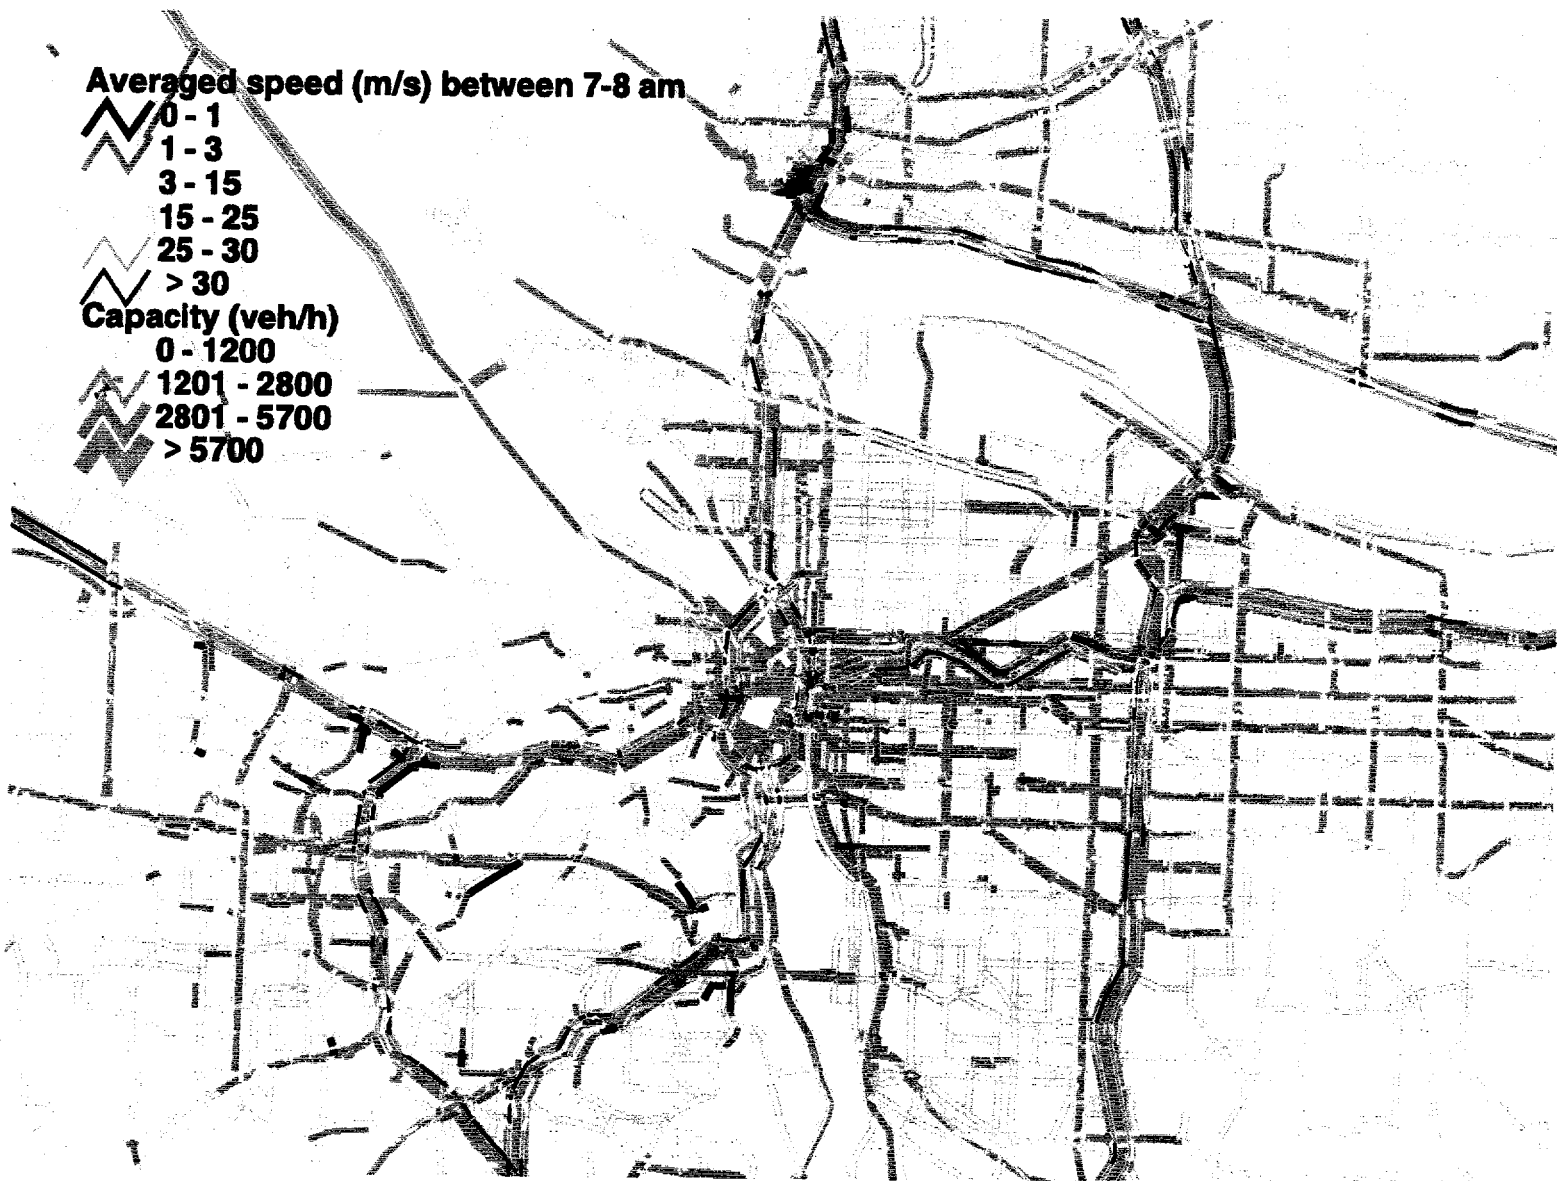 Averaged speed (m/s) between 7-8 am
0 - 1
1 - 3
3 - 15
15 - 25
25 - 30
> 30
Capacity (veh/h)
0 - 1200
1201 - 2800
2801 - 5700
> 5700